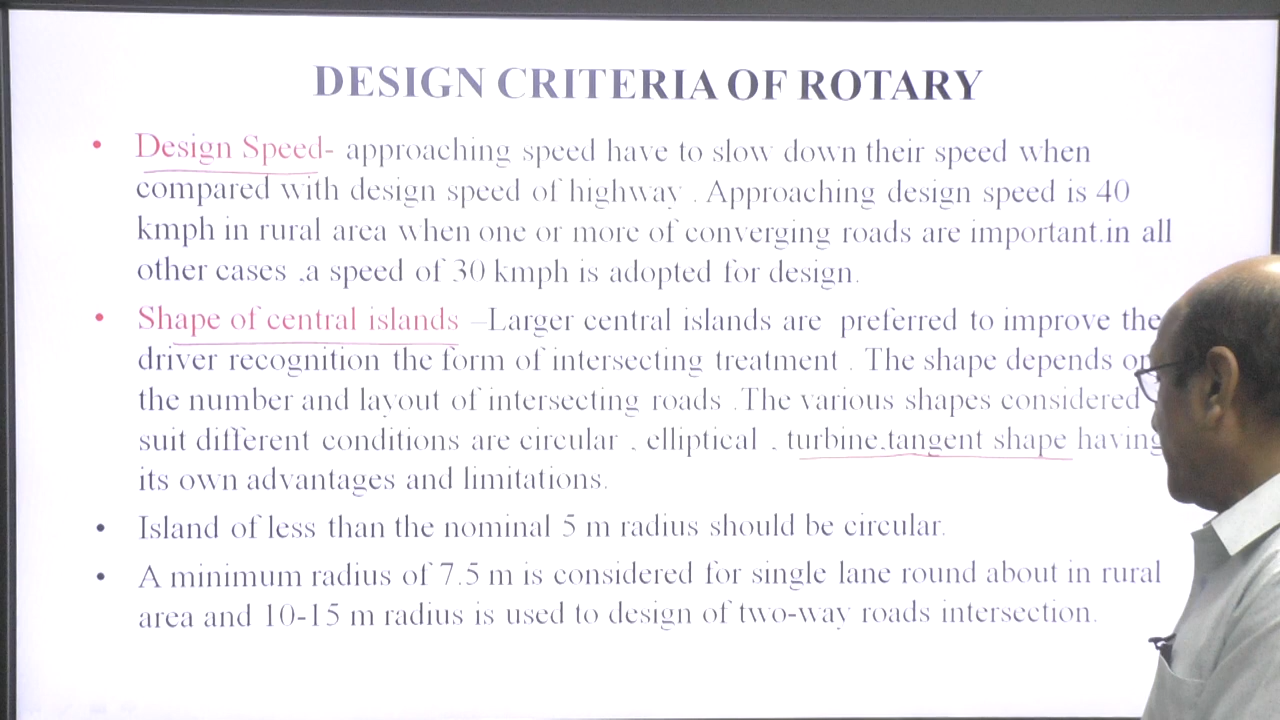 DESIGN CRITERIA OF ROTARY
• Design Speed- approaching speed have to slow down their speed when
compared with design speed of highway . Approaching design speed is 40
kmph in rural area when one or more of converging roads are important.in all
other cases .a speed of 30 kmph is adopted for design.
• Shape of central islands –Larger central islands are preferred to improve the
driver recognition the form of intersecting treatment . The shape depends on
the number and layout of intersecting roads .The various shapes considered
suit different conditions are circular , elliptical , turbine.tangent shape having
its own advantages and limitations.
• Island of less than the nominal 5 m radius should be circular.
• A minimum radius of 7.5 m is considered for single lane round about in rural
area and 10-15 m radius is used to design of two-way roads intersection.